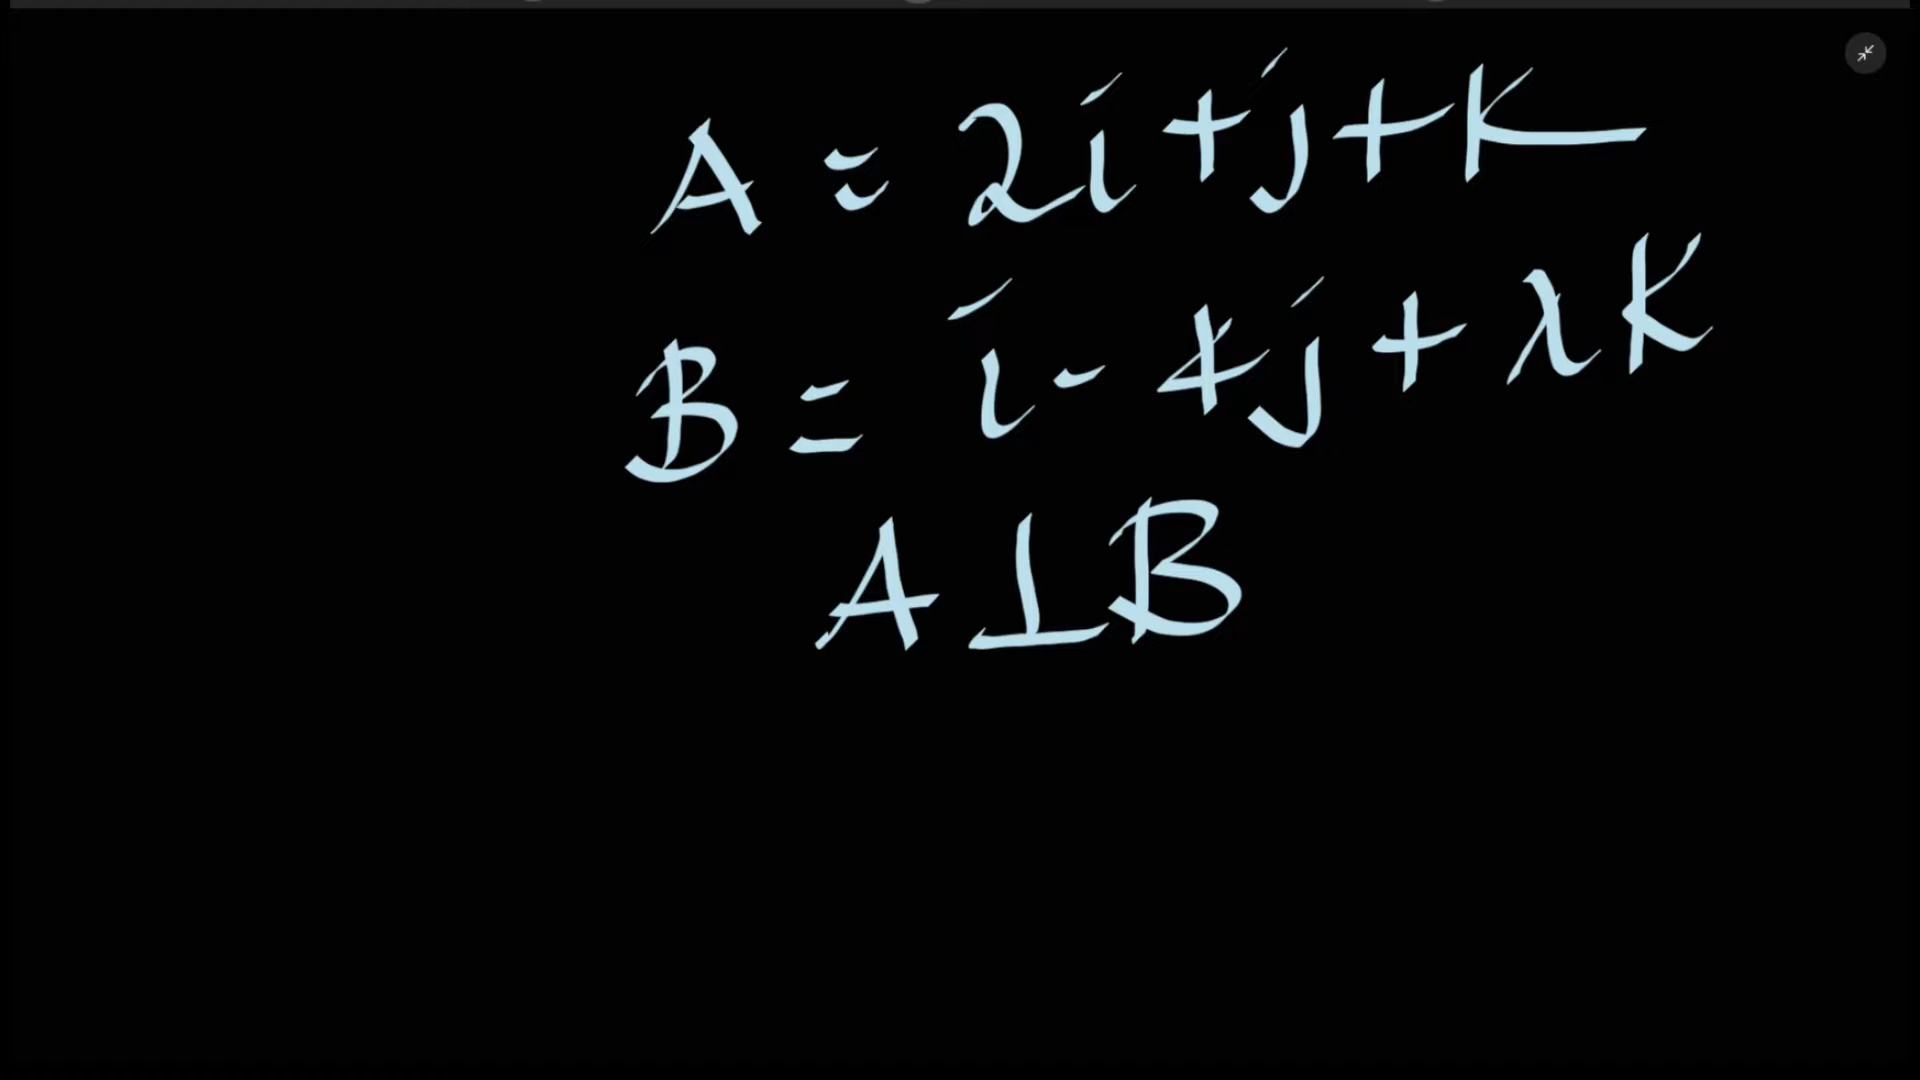 A = 2i + j + K
B = i - 4j + λK
A ⊥ B